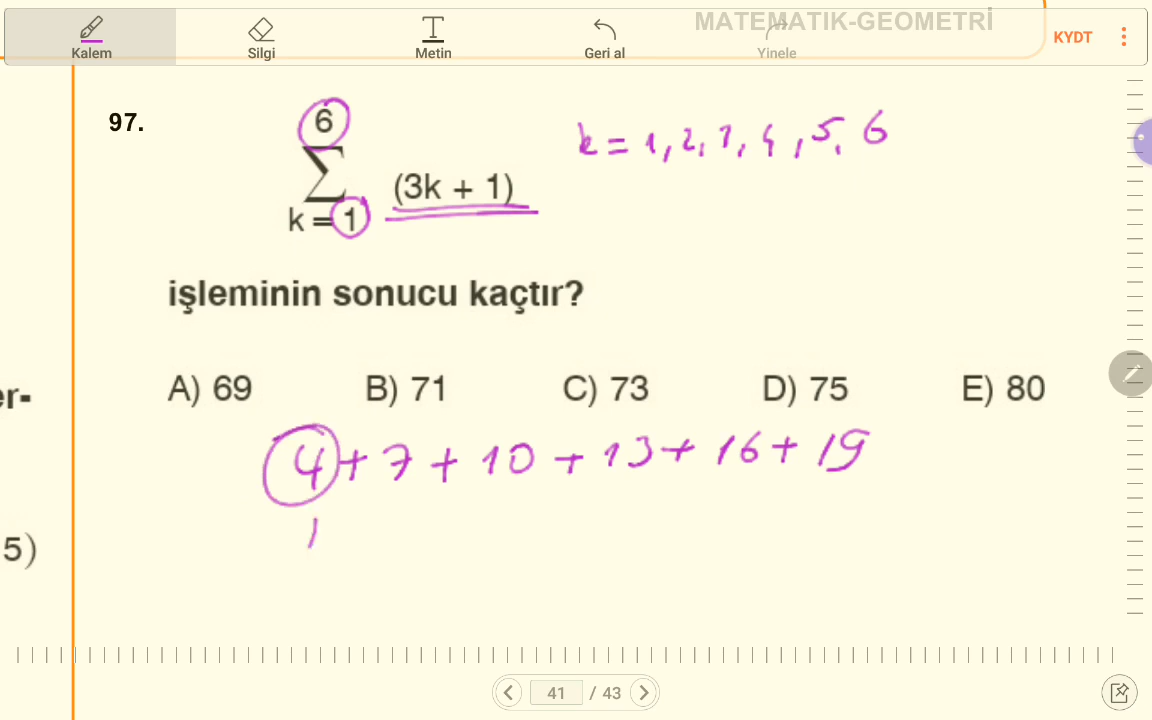 MATEMATİK-GEOMETRİ
Kalem Silgi Metin Geri al Yinele KYDT
97.
6
∑ (3k + 1)
k = 1
k = 1, 2, 3, 4, 5, 6
işleminin sonucu kaçtır?
er-
A) 69 B) 71 C) 73 D) 75 E) 80
4 + 7 + 10 + 13 + 16 + 19
5)
41 / 43